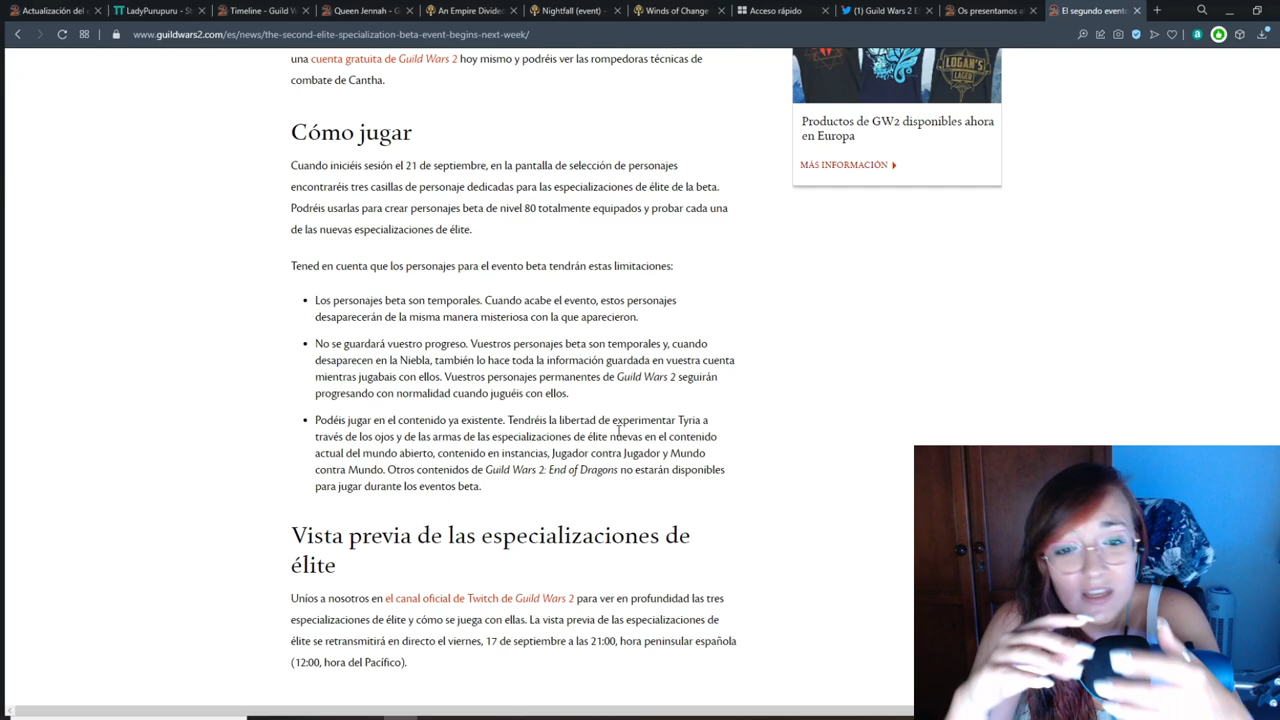 Actualización del
LadyPurupuru - St
Timeline - Guild W
Queen Jennah - G
An Empire Divided
Nightfall (event) -
Winds of Change
Acceso rápido
(1) Guild Wars 2 E
Os presentamos a
El segundo evento
www.guildwars2.com/es/news/the-second-elite-specialization-beta-event-begins-next-week/
una cuenta gratuita de Guild Wars 2 hoy mismo y podréis ver las rompedoras técnicas de
combate de Cantha.
LOGAN'S
LAGER
Productos de GW2 disponibles ahora
en Europa
MÁS INFORMACIÓN
Cómo jugar
Cuando iniciéis sesión el 21 de septiembre, en la pantalla de selección de personajes
encontraréis tres casillas de personaje dedicadas para las especializaciones de élite de la beta.
Podréis usarlas para crear personajes beta de nivel 80 totalmente equipados y probar cada una
de las nuevas especializaciones de élite.
Tened en cuenta que los personajes para el evento beta tendrán estas limitaciones:
• Los personajes beta son temporales. Cuando acabe el evento, estos personajes
desaparecerán de la misma manera misteriosa con la que aparecieron.
• No se guardará vuestro progreso. Vuestros personajes beta son temporales y, cuando
desaparecen en la Niebla, también lo hace toda la información guardada en vuestra cuenta
mientras jugabais con ellos. Vuestros personajes permanentes de Guild Wars 2 seguirán
progresando con normalidad cuando juguéis con ellos.
• Podéis jugar en el contenido ya existente. Tendréis la libertad de experimentar Tyria a
través de los ojos y de las armas de las especializaciones de élite nuevas en el contenido
actual del mundo abierto, contenido en instancias, Jugador contra Jugador y Mundo
contra Mundo. Otros contenidos de Guild Wars 2: End of Dragons no estarán disponibles
para jugar durante los eventos beta.
Vista previa de las especializaciones de
élite
Uníos a nosotros en el canal oficial de Twitch de Guild Wars 2 para ver en profundidad las tres
especializaciones de élite y cómo se juega con ellas. La vista previa de las especializaciones de
élite se retransmitirá en directo el viernes, 17 de septiembre a las 21:00, hora peninsular española
(12:00, hora del Pacífico).